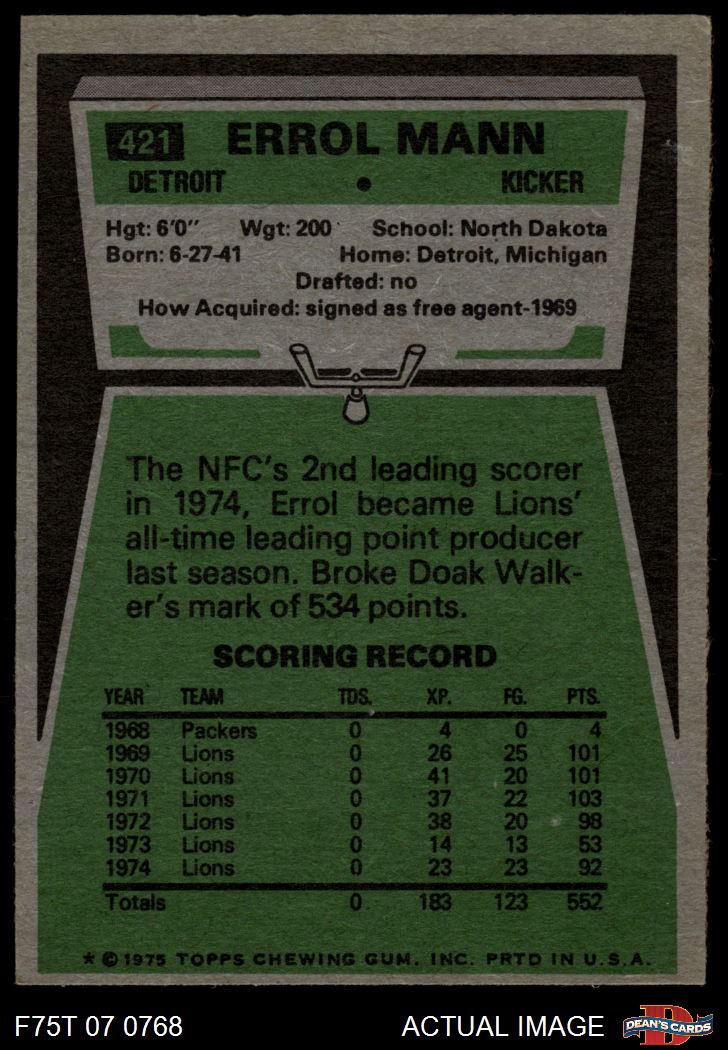 421 ERROL MANN
DETROIT • KICKER
Hgt: 6'0" Wgt: 200 School: North Dakota
Born: 6-27-41 Home: Detroit, Michigan
Drafted: no
How Acquired: signed as free agent-1969
The NFC's 2nd leading scorer
in 1974, Errol became Lions'
all-time leading point producer
last season. Broke Doak Walk-
er's mark of 534 points.
SCORING RECORD
YEAR TEAM TDS. XP. FG. PTS.
1968 Packers 0 4 0 4
1969 Lions 0 26 25 101
1970 Lions 0 41 20 101
1971 Lions 0 37 22 103
1972 Lions 0 38 20 98
1973 Lions 0 14 13 53
1974 Lions 0 23 23 92
Totals 0 183 123 552
* © 1975 TOPPS CHEWING GUM, INC. PRTD IN U.S.A.
F75T 07 0768 ACTUAL IMAGE D DEAN'S CARDS